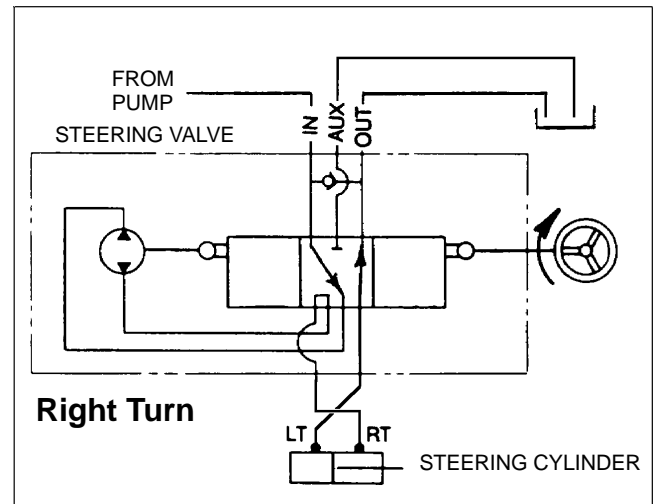 FROM
PUMP
IN
AUX
OUT
STEERING VALVE
Right Turn
LT
RT
STEERING CYLINDER